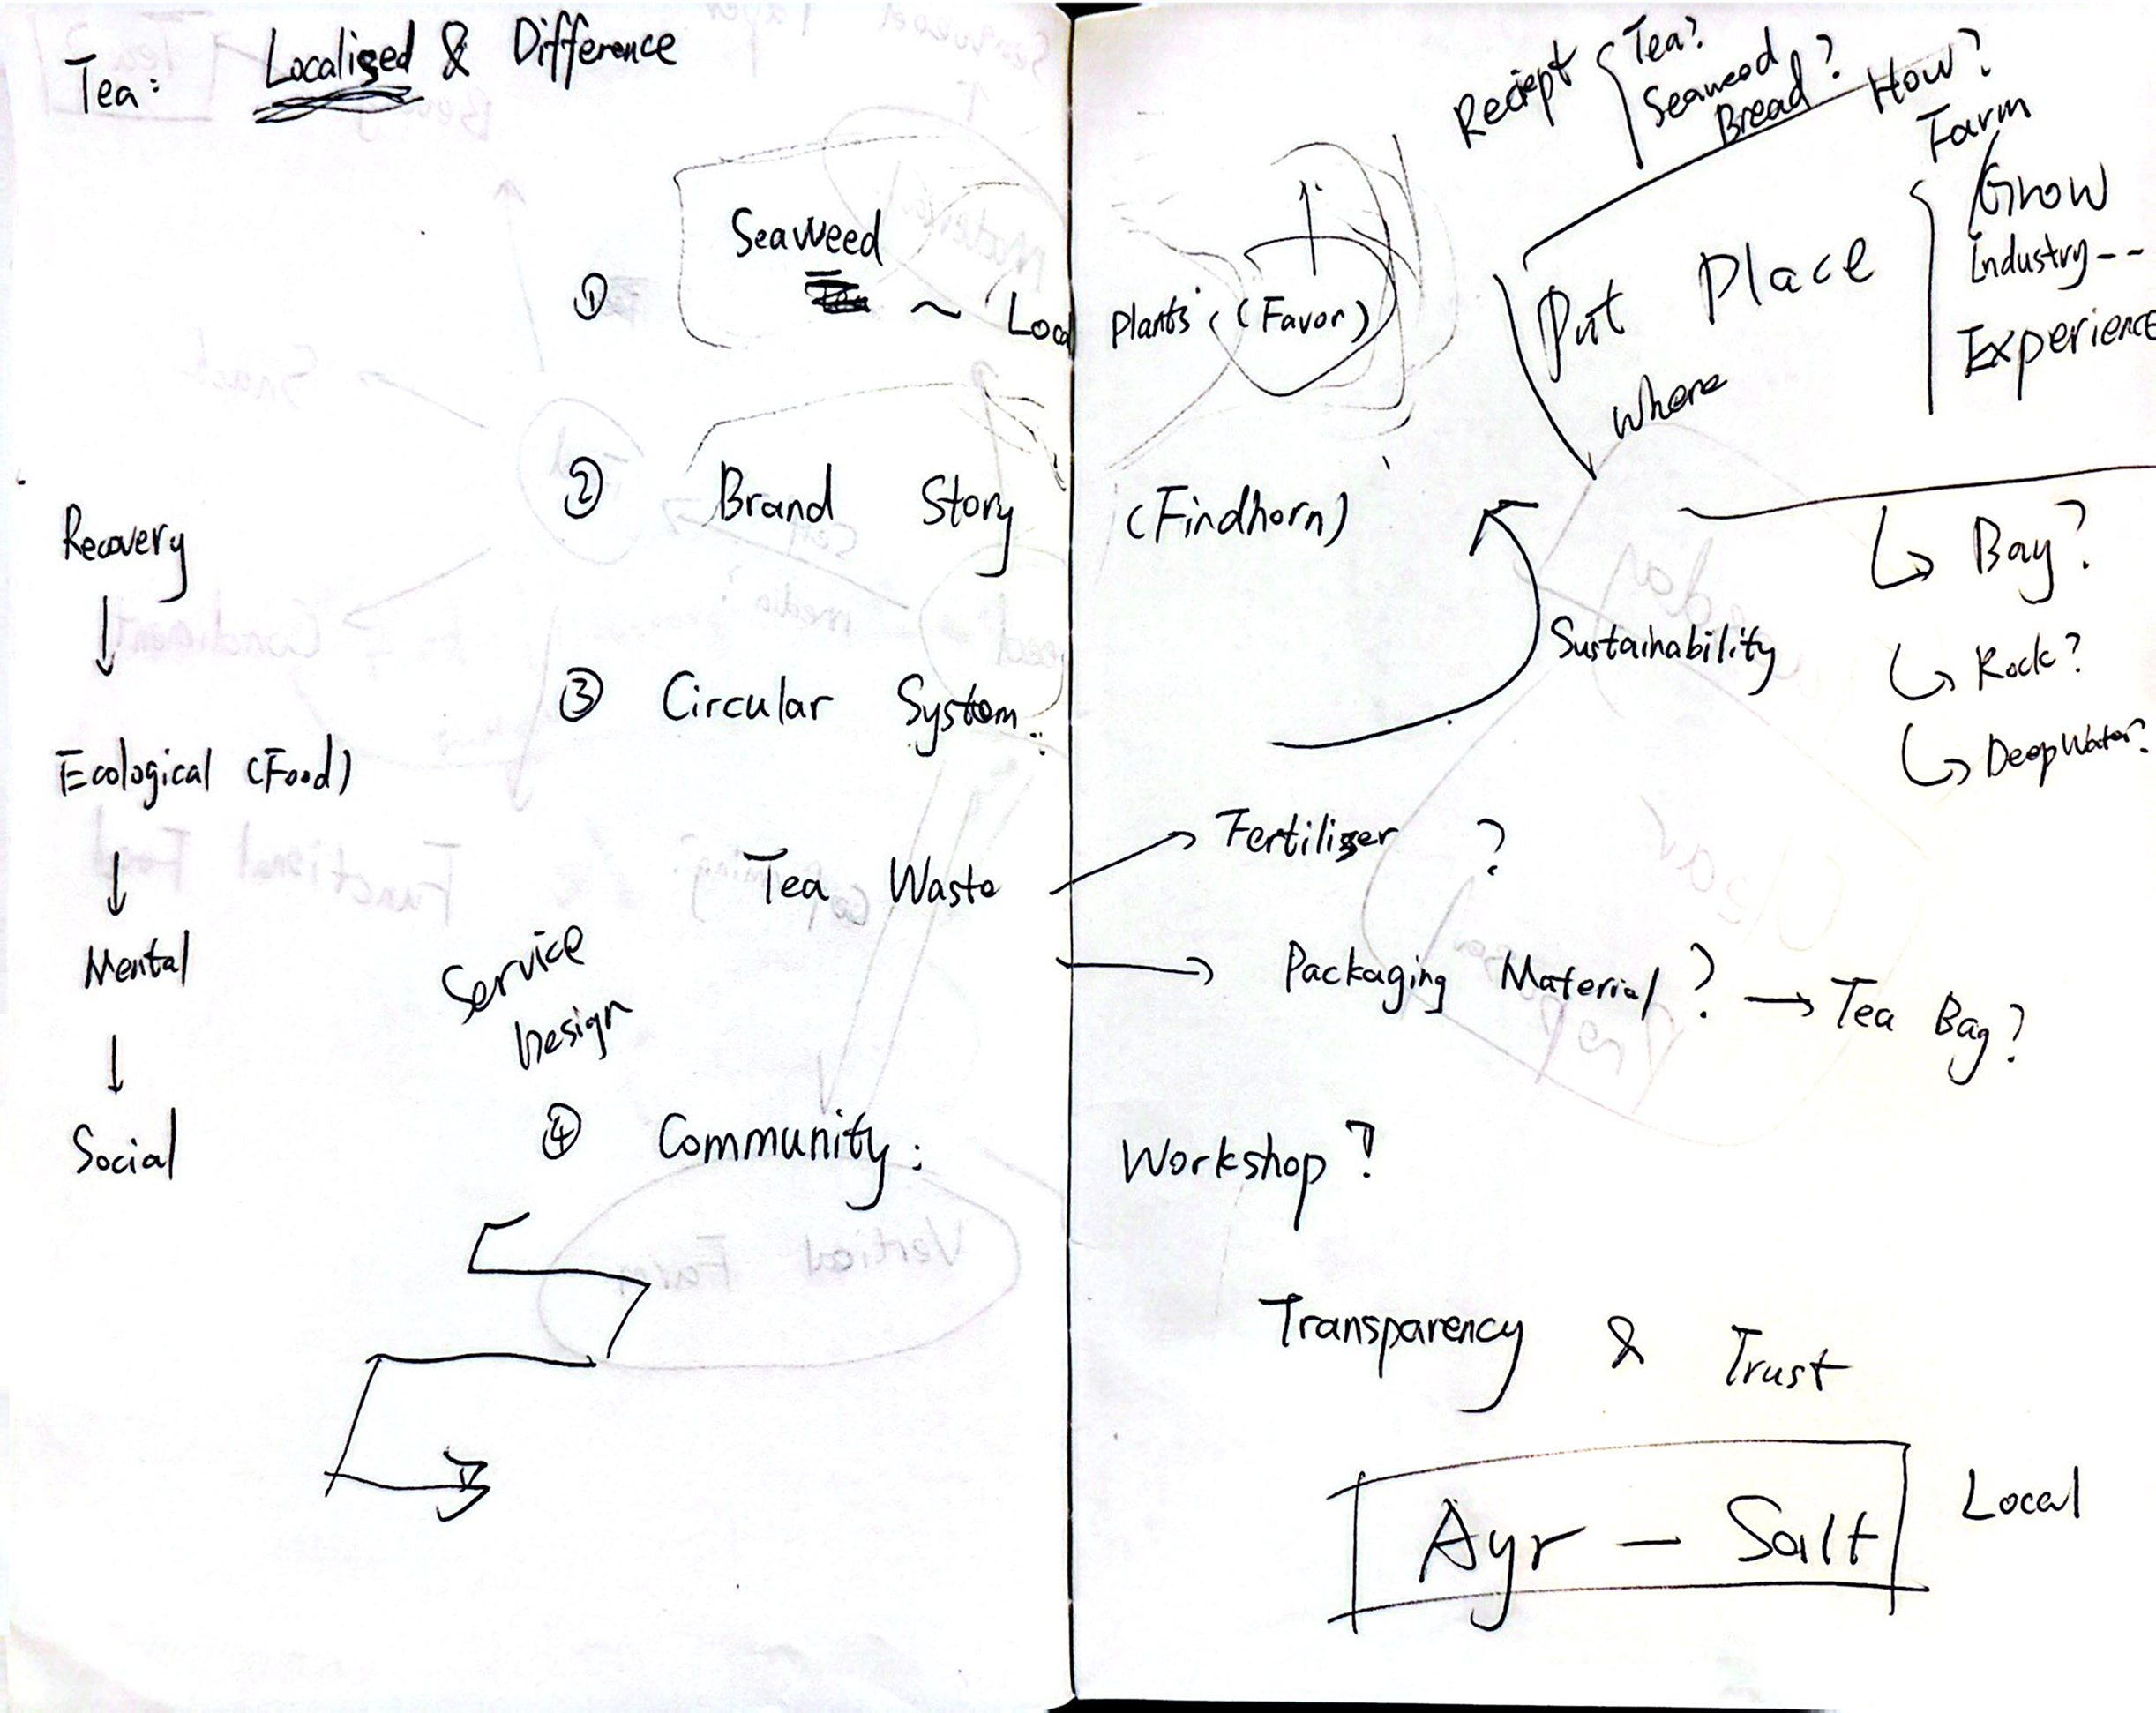 Tea: Localised & Difference
Reciept
Tea?
Seaweed
Bread?
How?
Farm
Grow
Industry--
Experience
Put Place
where
① Seaweed ~ Local Plants (Favor)
② Brand Story (Findhorn)
Bay?
Rock?
Deep Water?
Sustainability
③ Circular System:
Tea Waste
Fertiliser ?
Packaging Material? → Tea Bag?
Recovery
↓
Ecological (Food)
↓
Mental
↓
Social
Service
Design
④ Community: Workshop?
Transparency & Trust
Ayr — Salt Local